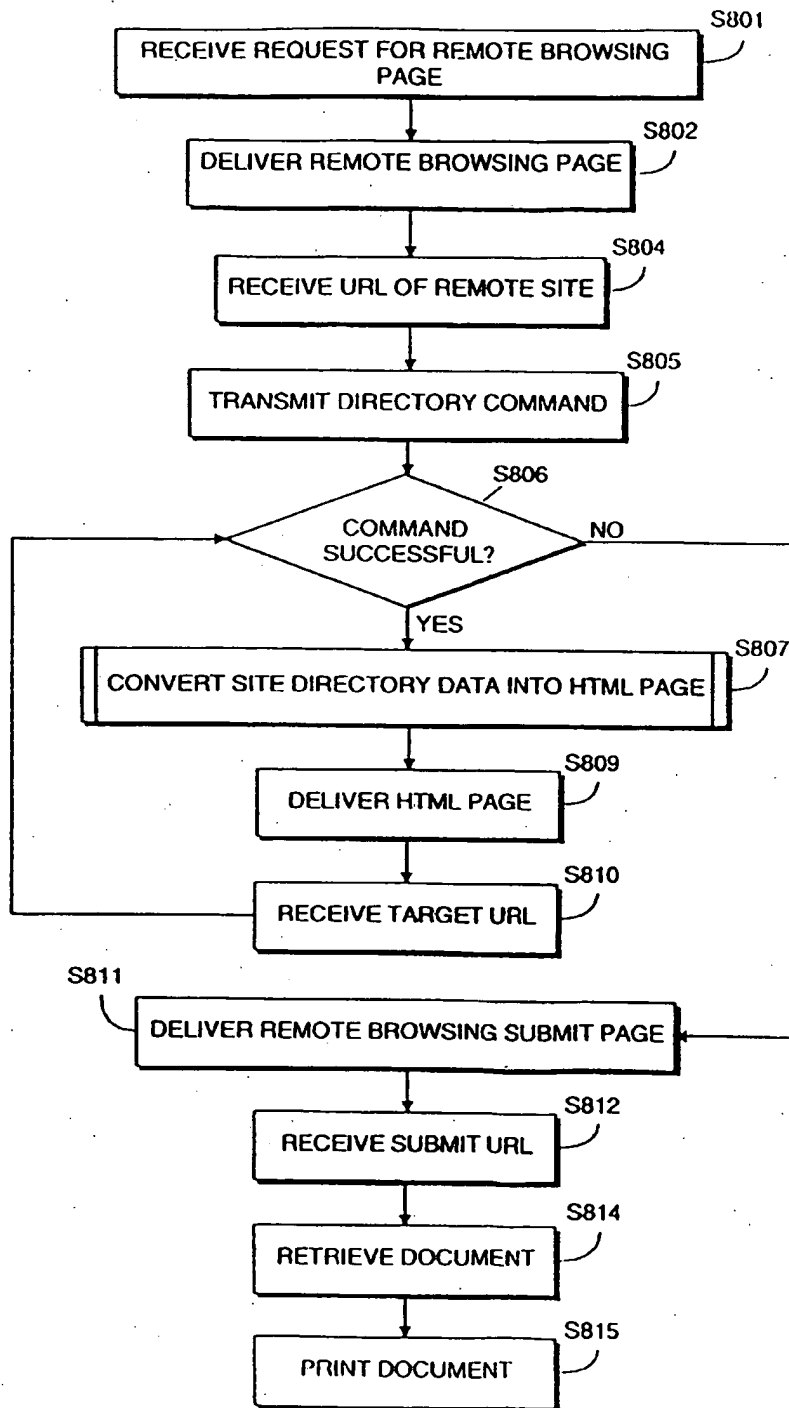 S801
RECEIVE REQUEST FOR REMOTE BROWSING
PAGE
S802
DELIVER REMOTE BROWSING PAGE
S804
RECEIVE URL OF REMOTE SITE
S805
TRANSMIT DIRECTORY COMMAND
S806
COMMAND
SUCCESSFUL?
NO
YES
S807
CONVERT SITE DIRECTORY DATA INTO HTML PAGE
S809
DELIVER HTML PAGE
S810
RECEIVE TARGET URL
S811
DELIVER REMOTE BROWSING SUBMIT PAGE
S812
RECEIVE SUBMIT URL
S814
RETRIEVE DOCUMENT
S815
PRINT DOCUMENT